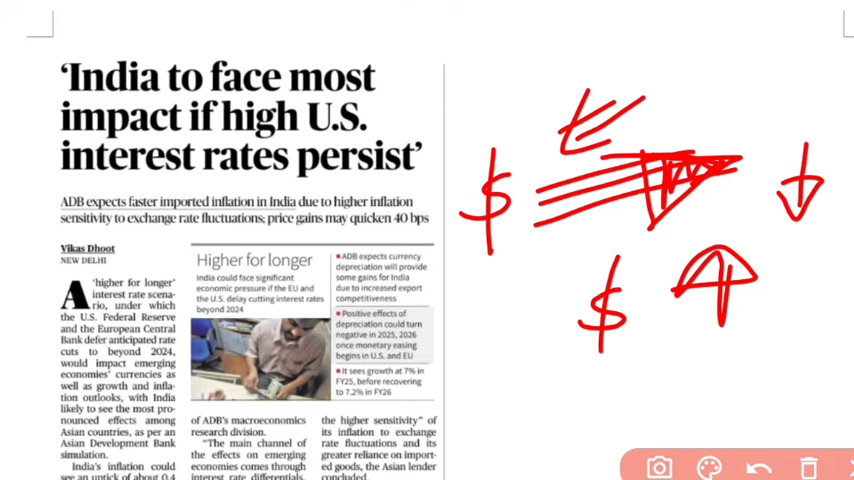 ‘India to face most
impact if high U.S.
interest rates persist’
ADB expects faster imported inflation in India due to higher inflation
sensitivity to exchange rate fluctuations; price gains may quicken 40 bps
Vikas Dhoot
NEW DELHI
A ‘higher for longer’
interest rate scena-
rio, under which
the U.S. Federal Reserve
and the European Central
Bank defer anticipated rate
cuts to beyond 2024,
would impact emerging
economies’ currencies as
well as growth and infla-
tion outlooks, with India
likely to see the most pro-
nounced effects among
Asian countries, as per an
Asian Development Bank
simulation.
India’s inflation could
see an uptick of about 0.4
Higher for longer
India could face significant
economic pressure if the EU and
the U.S. delay cutting interest rates
beyond 2024
■ ADB expects currency
depreciation will provide
some gains for India
due to increased export
competitiveness
■ Positive effects of
depreciation could turn
negative in 2025, 2026
once monetary easing
begins in U.S. and EU
■ It sees growth at 7% in
FY25, before recovering
to 7.2% in FY26
of ADB’s macroeconomics
research division.
“The main channel of
the effects on emerging
economies comes through
interest rate differentials.
the higher sensitivity” of
its inflation to exchange
rate fluctuations and its
greater reliance on import-
ed goods, the Asian lender
concluded.
$
$